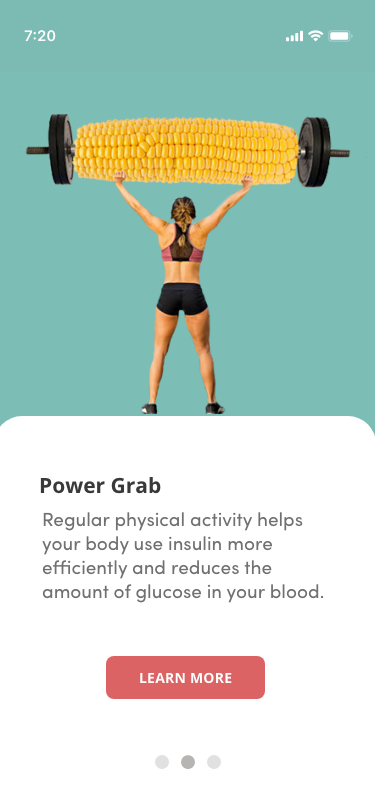 7:20
Power Grab
Regular physical activity helps
your body use insulin more
efficiently and reduces the
amount of glucose in your blood.
LEARN MORE